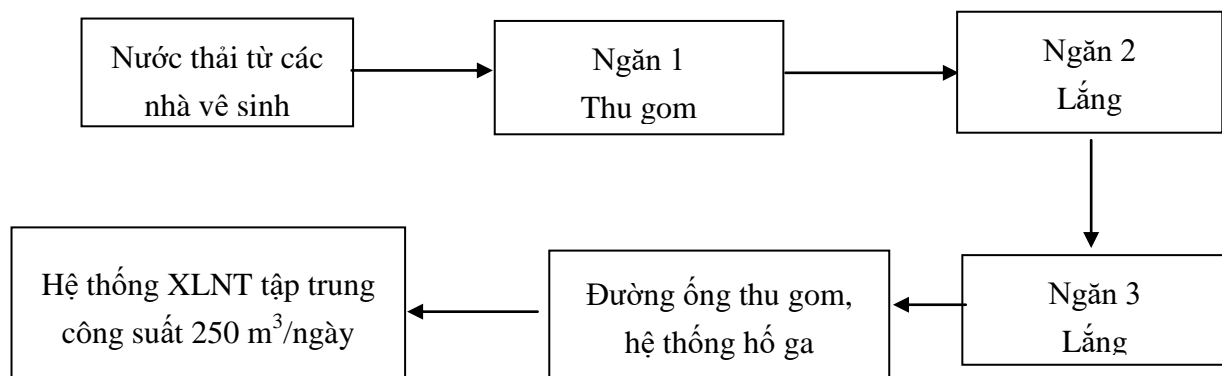 Nước thải từ các
nhà vê sinh
Ngăn 1
Thu gom
Ngăn 2
Lắng
Ngăn 3
Lắng
Đường ống thu gom,
hệ thống hố ga
Hệ thống XLNT tập trung
công suất 250 m³/ngày